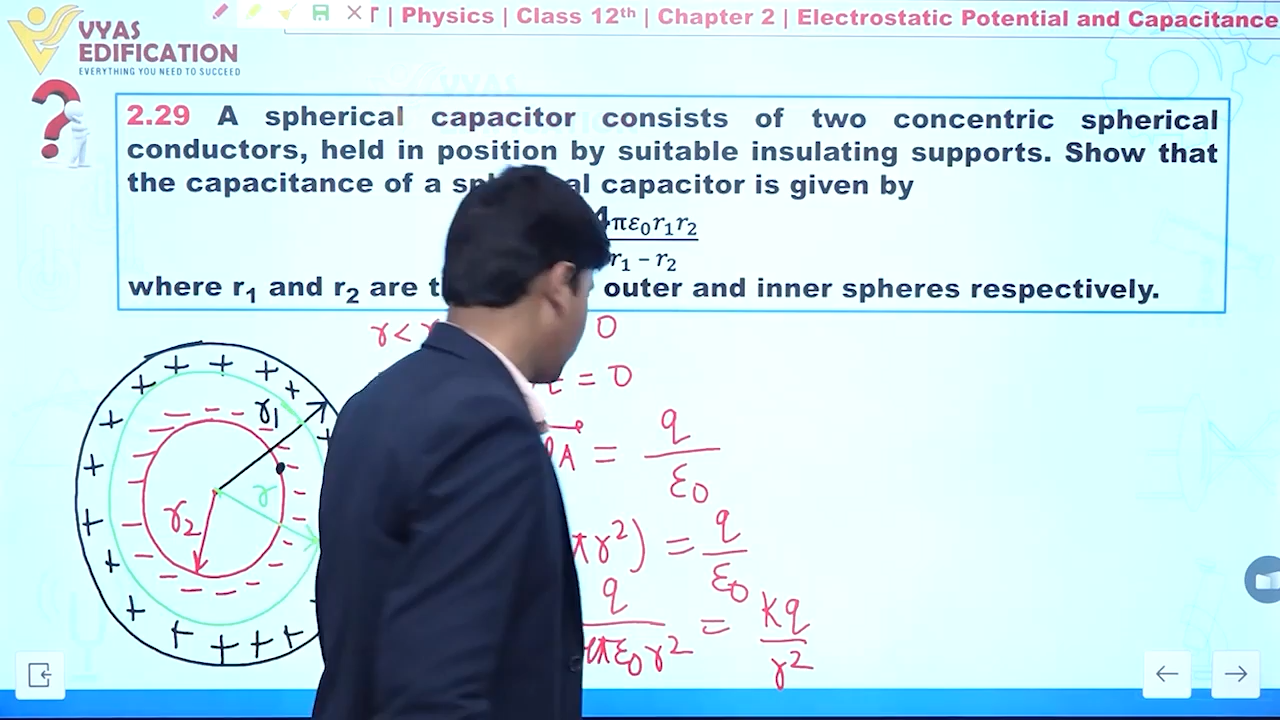 T | Physics | Class 12th | Chapter 2 | Electrostatic Potential and Capacitance
VYAS
EDIFICATION
EVERYTHING YOU NEED TO SUCCEED
2.29 A spherical capacitor consists of two concentric spherical
conductors, held in position by suitable insulating supports. Show that
the capacitance of a capacitor is given by
4πε₀r₁r₂
r₁ – r₂
where r₁ and r₂ are outer and inner spheres respectively.
r < 0
= 0
A = q/ε₀
πr²) = q/ε₀
q/πε₀r² = kq/r²
r₁
r
r₂